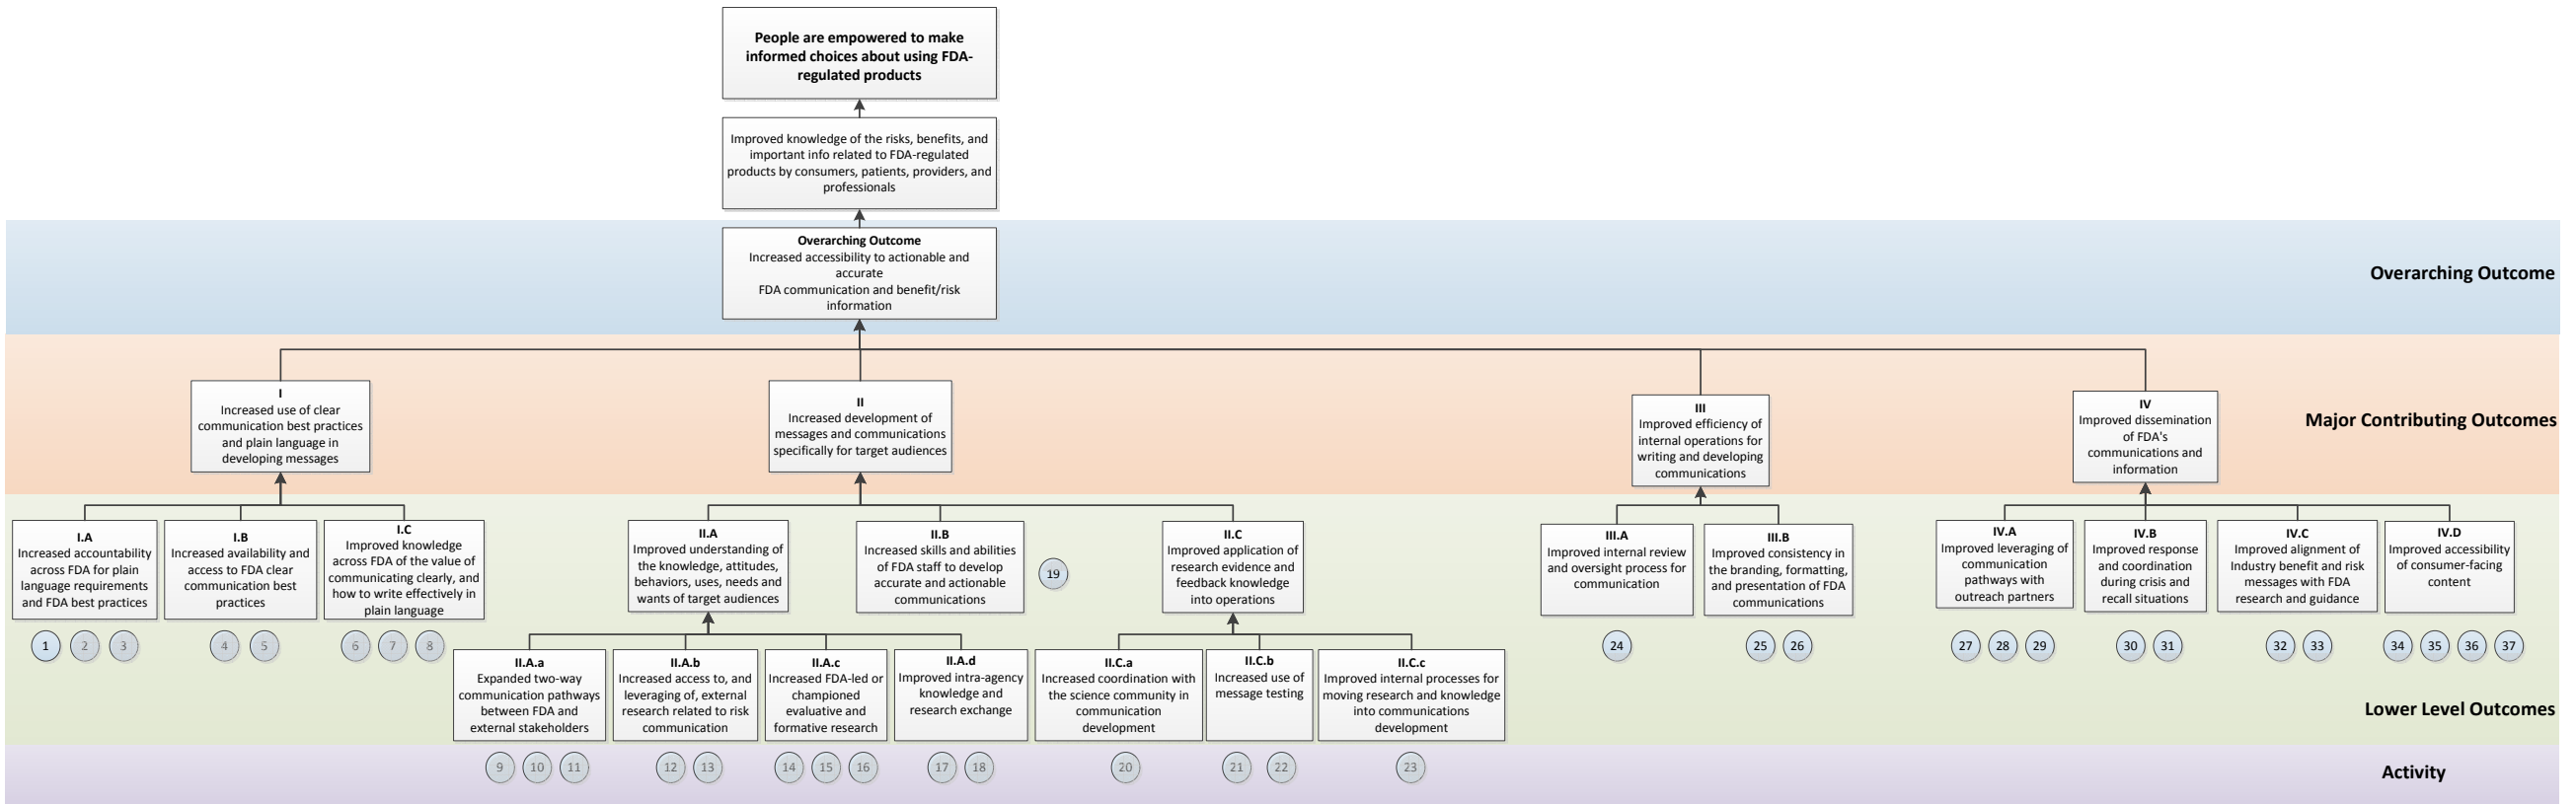 People are empowered to make
informed choices about using FDA-
regulated products
Improved knowledge of the risks, benefits, and
important info related to FDA-regulated
products by consumers, patients, providers, and
professionals
Overarching Outcome
Increased accessibility to actionable and
accurate
FDA communication and benefit/risk
information
Overarching Outcome
I
Increased use of clear
communication best practices
and plain language in
developing messages
II
Increased development of
messages and communications
specifically for target audiences
III
Improved efficiency of
internal operations for
writing and developing
communications
IV
Improved dissemination
of FDA's
communications and
information
Major Contributing Outcomes
I.A
Increased accountability
across FDA for plain
language requirements
and FDA best practices
I.B
Increased availability and
access to FDA clear
communication best
practices
I.C
Improved knowledge
across FDA of the value of
communicating clearly, and
how to write effectively in
plain language
II.A
Improved understanding of
the knowledge, attitudes,
behaviors, uses, needs and
wants of target audiences
II.B
Increased skills and abilities
of FDA staff to develop
accurate and actionable
communications
19
II.C
Improved application of
research evidence and
feedback knowledge
into operations
III.A
Improved internal review
and oversight process for
communication
III.B
Improved consistency in
the branding, formatting,
and presentation of FDA
communications
IV.A
Improved leveraging of
communication
pathways with
outreach partners
IV.B
Improved response
and coordination
during crisis and
recall situations
IV.C
Improved alignment of
Industry benefit and risk
messages with FDA
research and guidance
IV.D
Improved accessibility
of consumer-facing
content
1 2 3 4 5 6 7 8 24 25 26 27 28 29 30 31 32 33 34 35 36 37
II.A.a
Expanded two-way
communication pathways
between FDA and
external stakeholders
II.A.b
Increased access to, and
leveraging of, external
research related to risk
communication
II.A.c
Increased FDA-led or
championed
evaluative and
formative research
II.A.d
Improved intra-agency
knowledge and
research exchange
II.C.a
Increased coordination with
the science community in
communication
development
II.C.b
Increased use of
message testing
II.C.c
Improved internal processes for
moving research and knowledge
into communications
development
Lower Level Outcomes
9 10 11 12 13 14 15 16 17 18 20 21 22 23
Activity